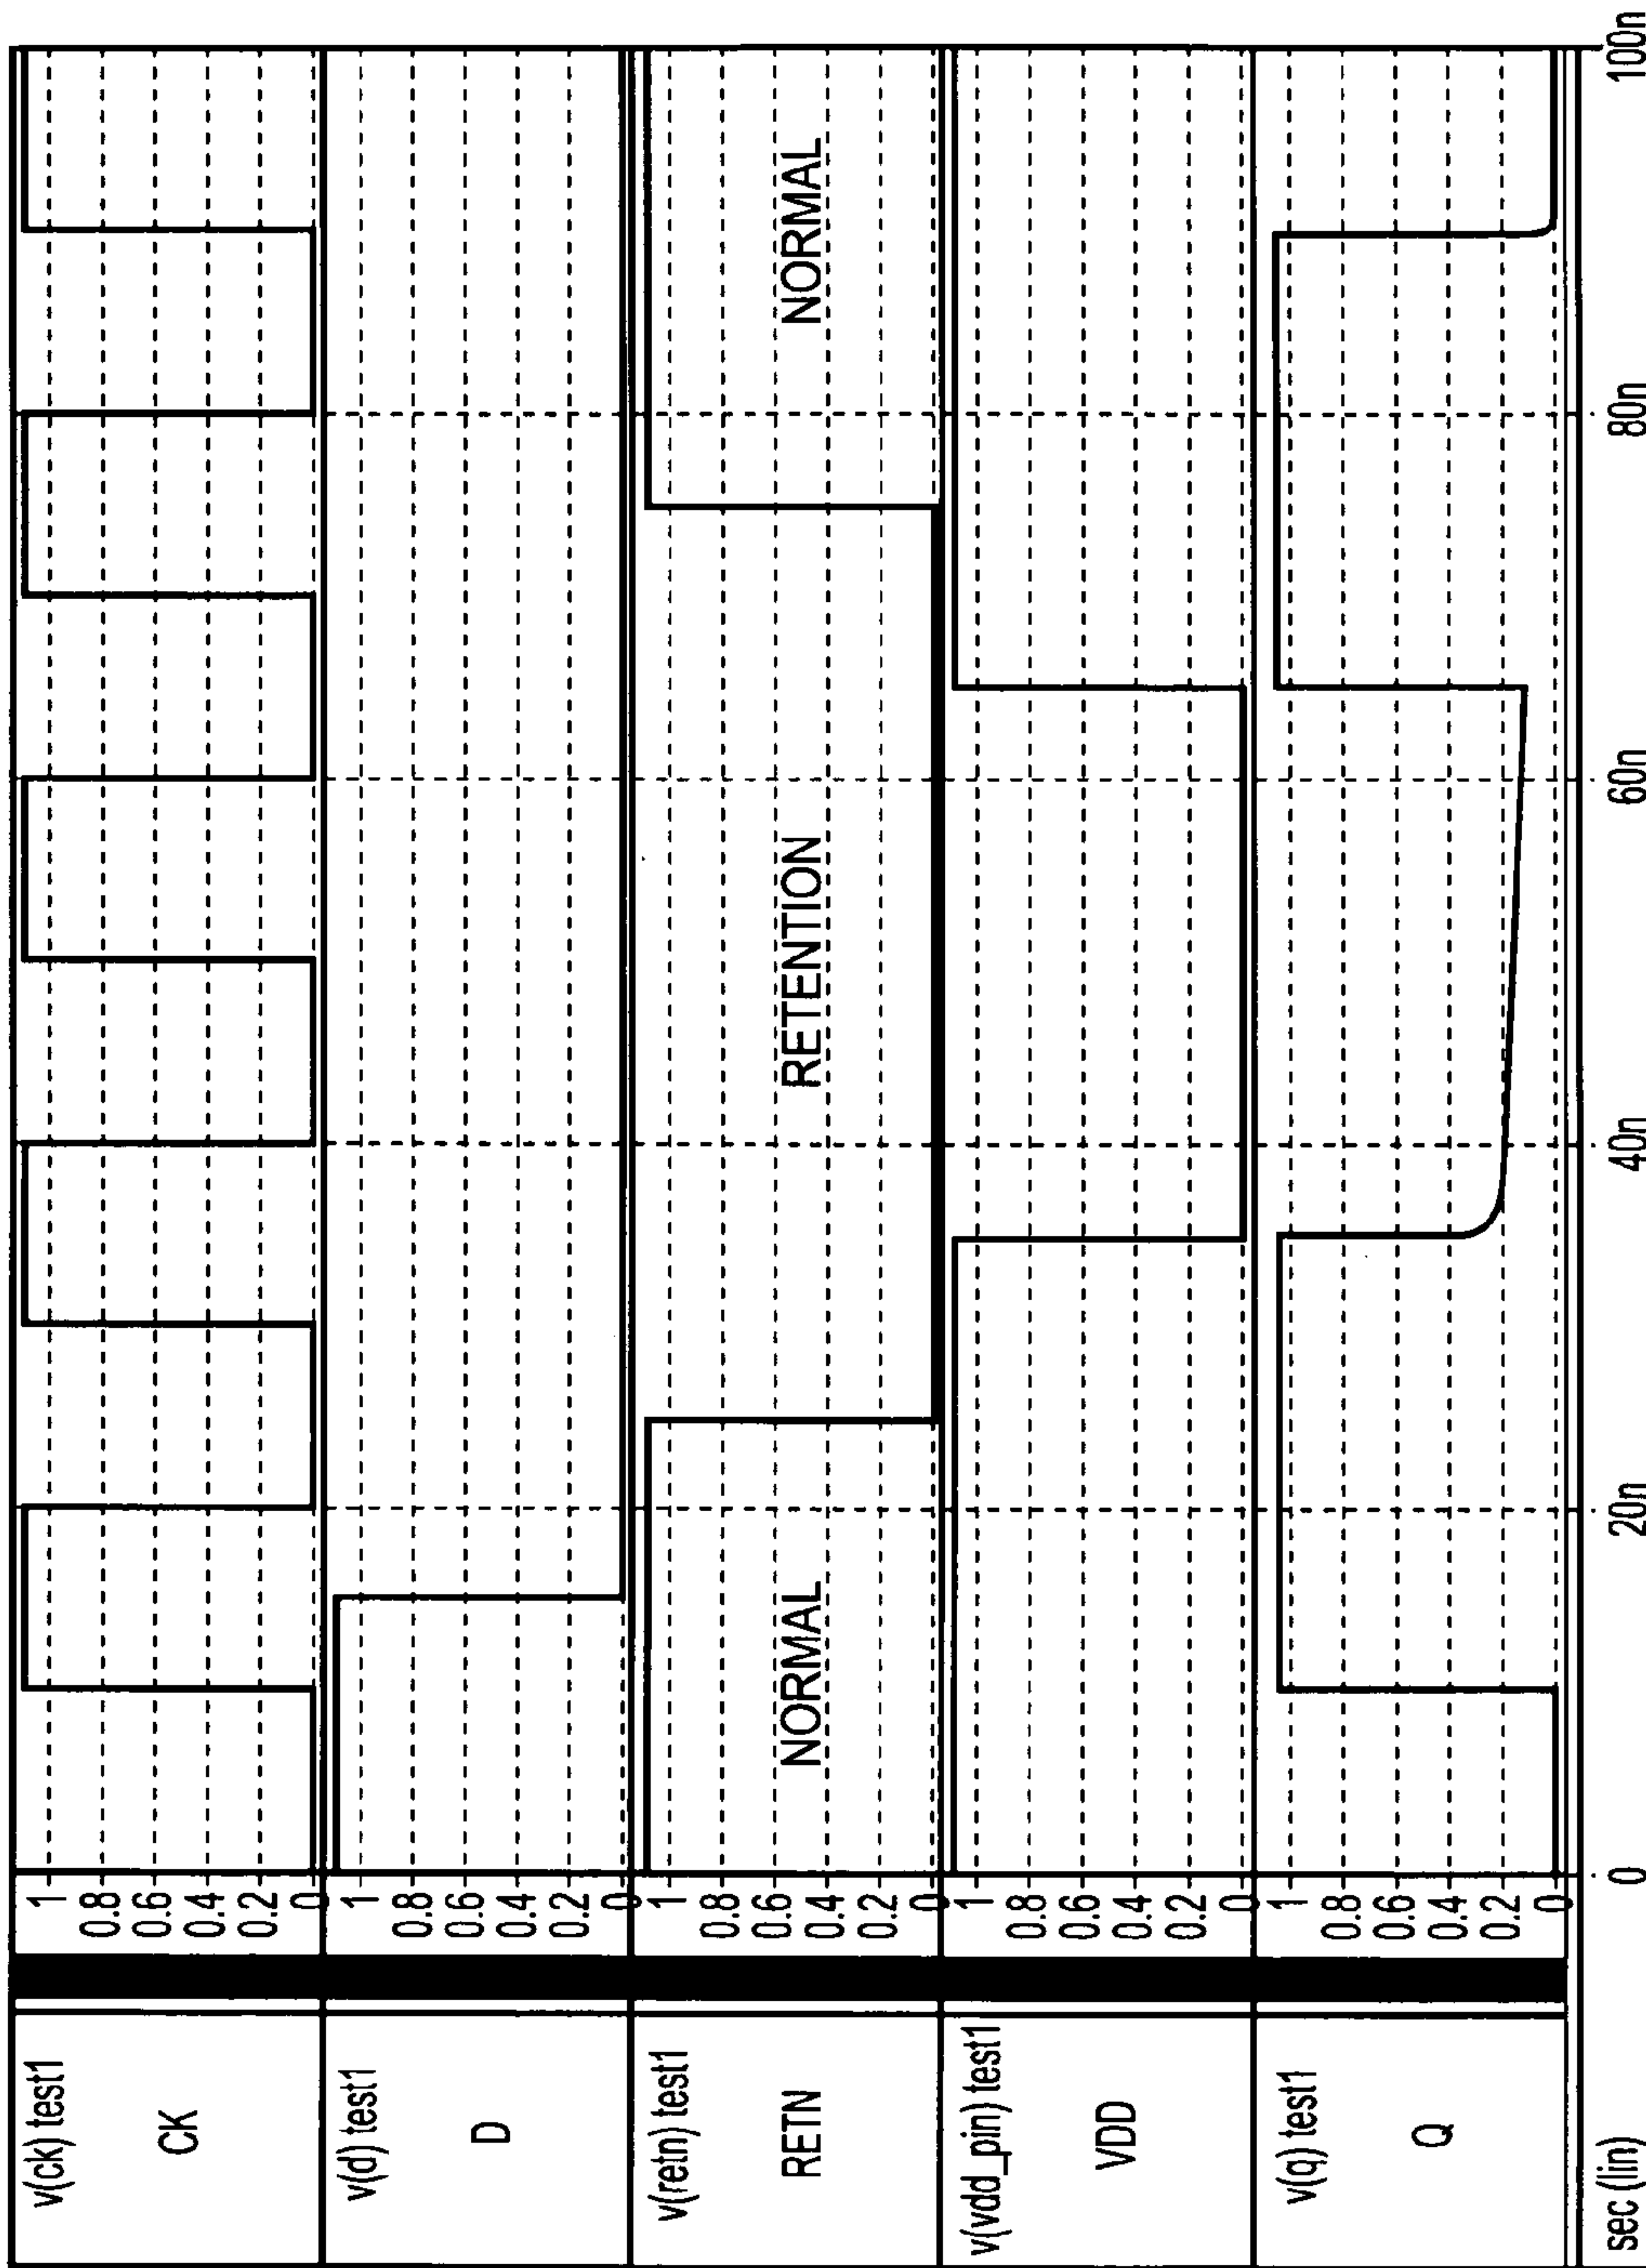 v(ck) test1
CK
1
0.8
0.6
0.4
0.2
0
v(d) test1
D
1
0.8
0.6
0.4
0.2
0
v(retn) test1
RETN
1
0.8
0.6
0.4
0.2
0
NORMAL
RETENTION
NORMAL
v(vdd_pin) test1
VDD
1
0.8
0.6
0.4
0.2
0
v(q) test1
Q
1
0.8
0.6
0.4
0.2
0
sec (lin)
0
20n
40n
60n
80n
100n